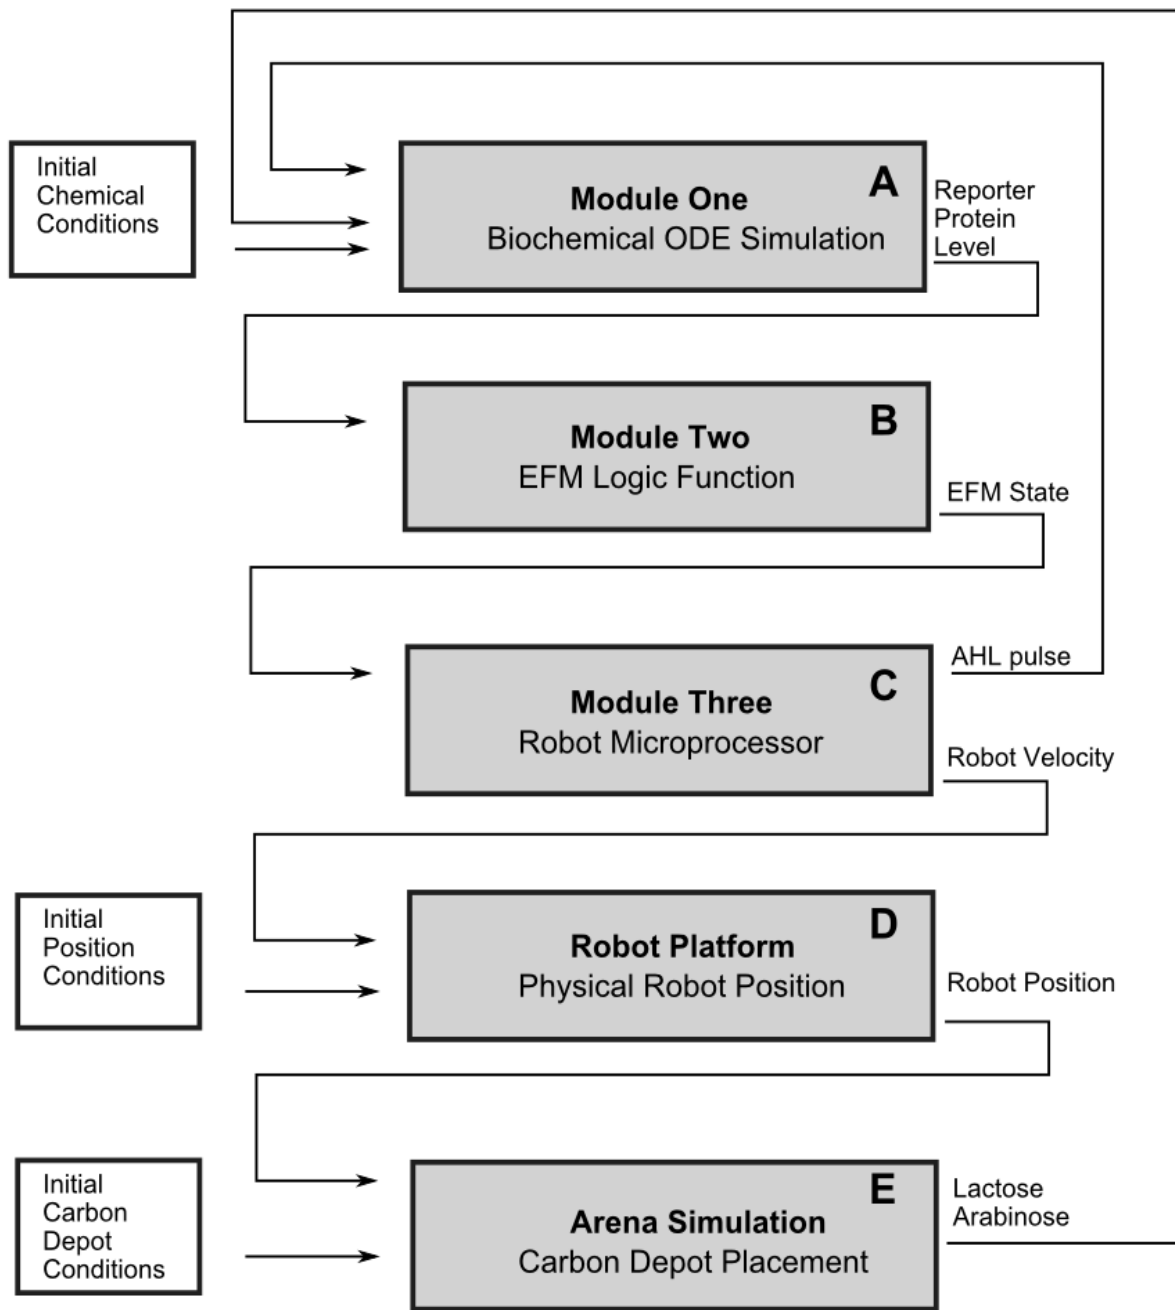 Initial
Chemical
Conditions
A
Module One
Biochemical ODE Simulation
Reporter
Protein
Level
B
Module Two
EFM Logic Function
EFM State
C
Module Three
Robot Microprocessor
AHL pulse
Robot Velocity
Initial
Position
Conditions
D
Robot Platform
Physical Robot Position
Robot Position
Initial
Carbon
Depot
Conditions
E
Arena Simulation
Carbon Depot Placement
Lactose
Arabinose